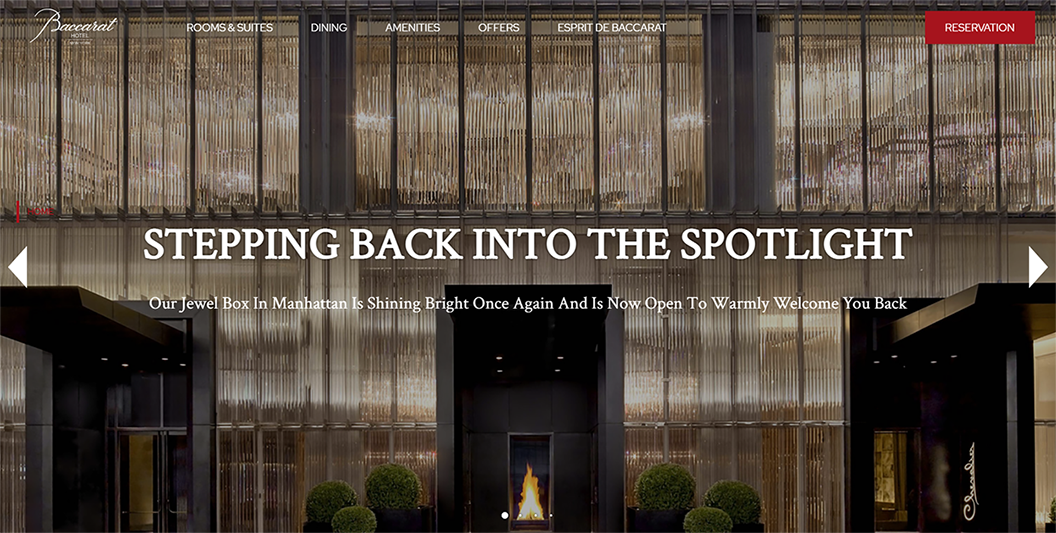 Baccarat
HOTEL
ROOMS & SUITES
DINING
AMENITIES
OFFERS
ESPRIT DE BACCARAT
RESERVATION
STEPPING BACK INTO THE SPOTLIGHT
Our Jewel Box In Manhattan Is Shining Bright Once Again And Is Now Open To Warmly Welcome You Back
Chevalier